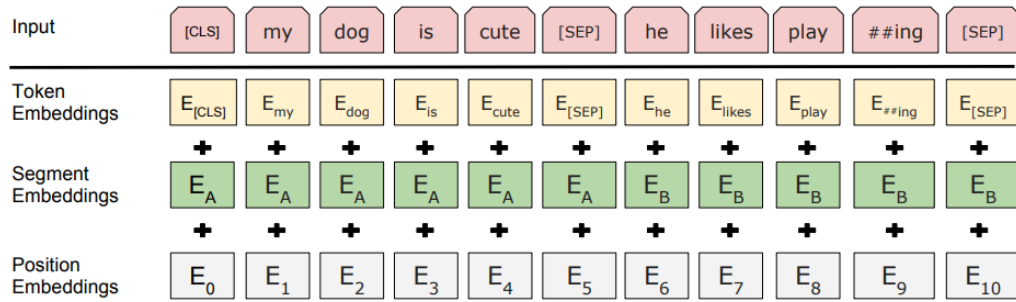 Input [CLS] my dog is cute [SEP] he likes play ##ing [SEP]
Token
Embeddings E[CLS] Emy Edog Eis Ecute E[SEP] Ehe Elikes Eplay E##ing E[SEP]
+ + + + + + + + + + +
Segment
Embeddings EA EA EA EA EA EA EB EB EB EB EB
+ + + + + + + + + + +
Position
Embeddings E0 E1 E2 E3 E4 E5 E6 E7 E8 E9 E10